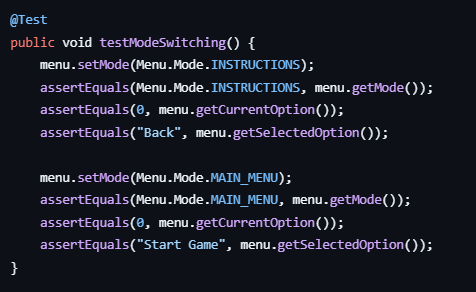 @Test
public void testModeSwitching() {
    menu.setMode(Menu.Mode.INSTRUCTIONS);
    assertEquals(Menu.Mode.INSTRUCTIONS, menu.getMode());
    assertEquals(0, menu.getCurrentOption());
    assertEquals("Back", menu.getSelectedOption());

    menu.setMode(Menu.Mode.MAIN_MENU);
    assertEquals(Menu.Mode.MAIN_MENU, menu.getMode());
    assertEquals(0, menu.getCurrentOption());
    assertEquals("Start Game", menu.getSelectedOption());
}